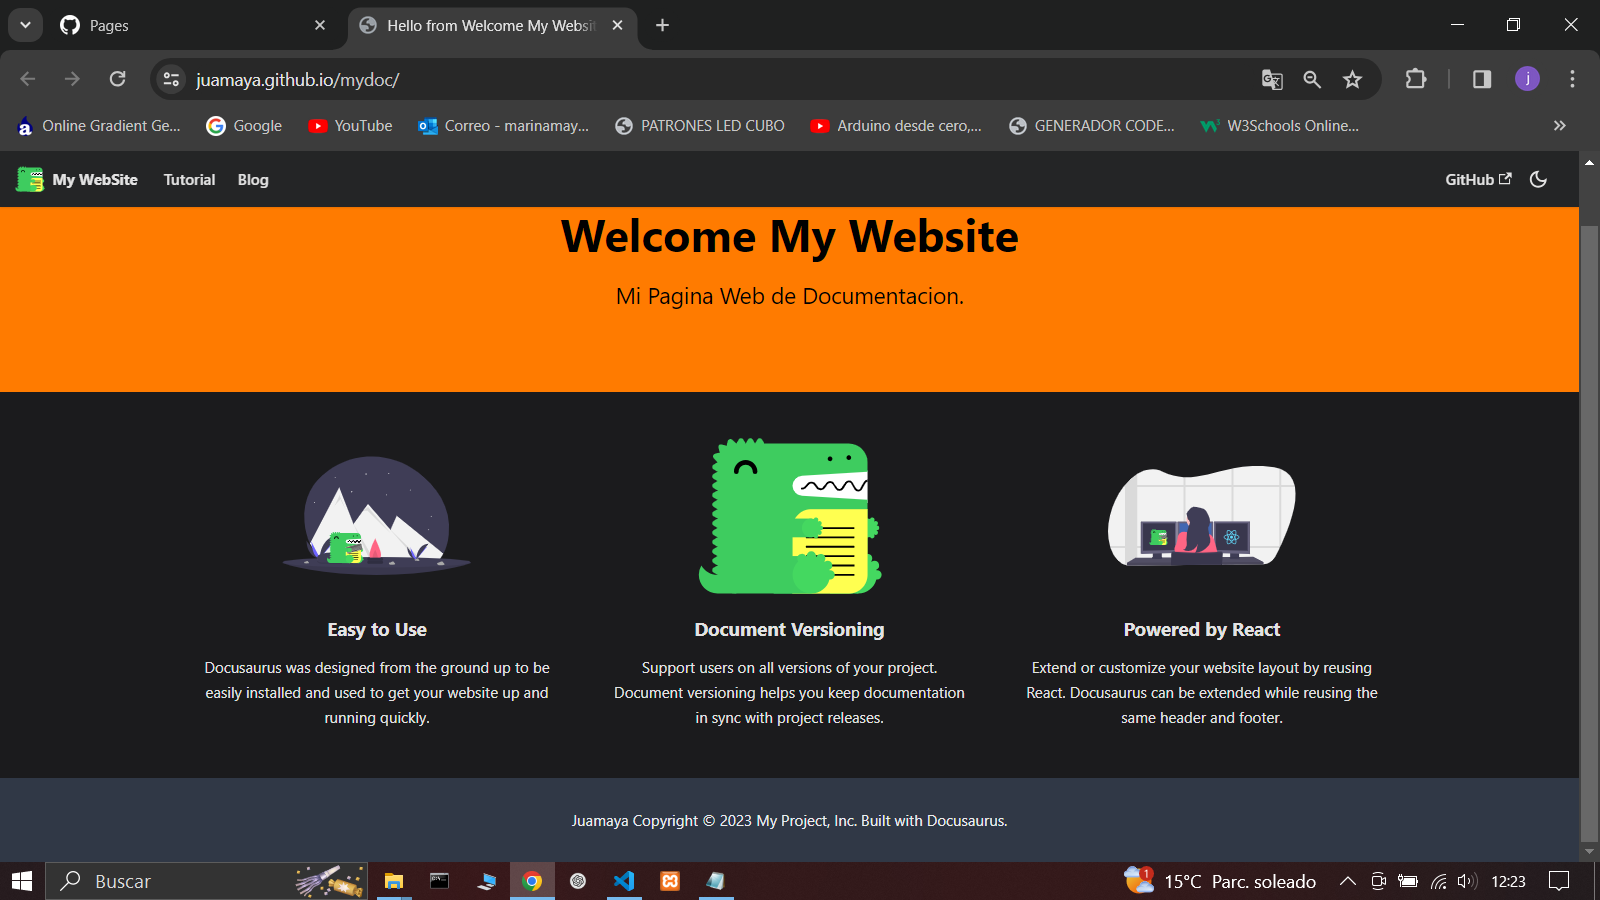 Pages
Hello from Welcome My Websi
juamaya.github.io/mydoc/
j
Online Gradient Ge...
Google
YouTube
Correo - marinamay...
PATRONES LED CUBO
Arduino desde cero,...
GENERADOR CODE...
W3Schools Online...
My WebSite
Tutorial
Blog
GitHub
Welcome My Website
Mi Pagina Web de Documentacion.
Easy to Use
Docusaurus was designed from the ground up to be
easily installed and used to get your website up and
running quickly.
Document Versioning
Support users on all versions of your project.
Document versioning helps you keep documentation
in sync with project releases.
Powered by React
Extend or customize your website layout by reusing
React. Docusaurus can be extended while reusing the
same header and footer.
Juamaya Copyright © 2023 My Project, Inc. Built with Docusaurus.
Buscar
1
15°C Parc. soleado
12:23